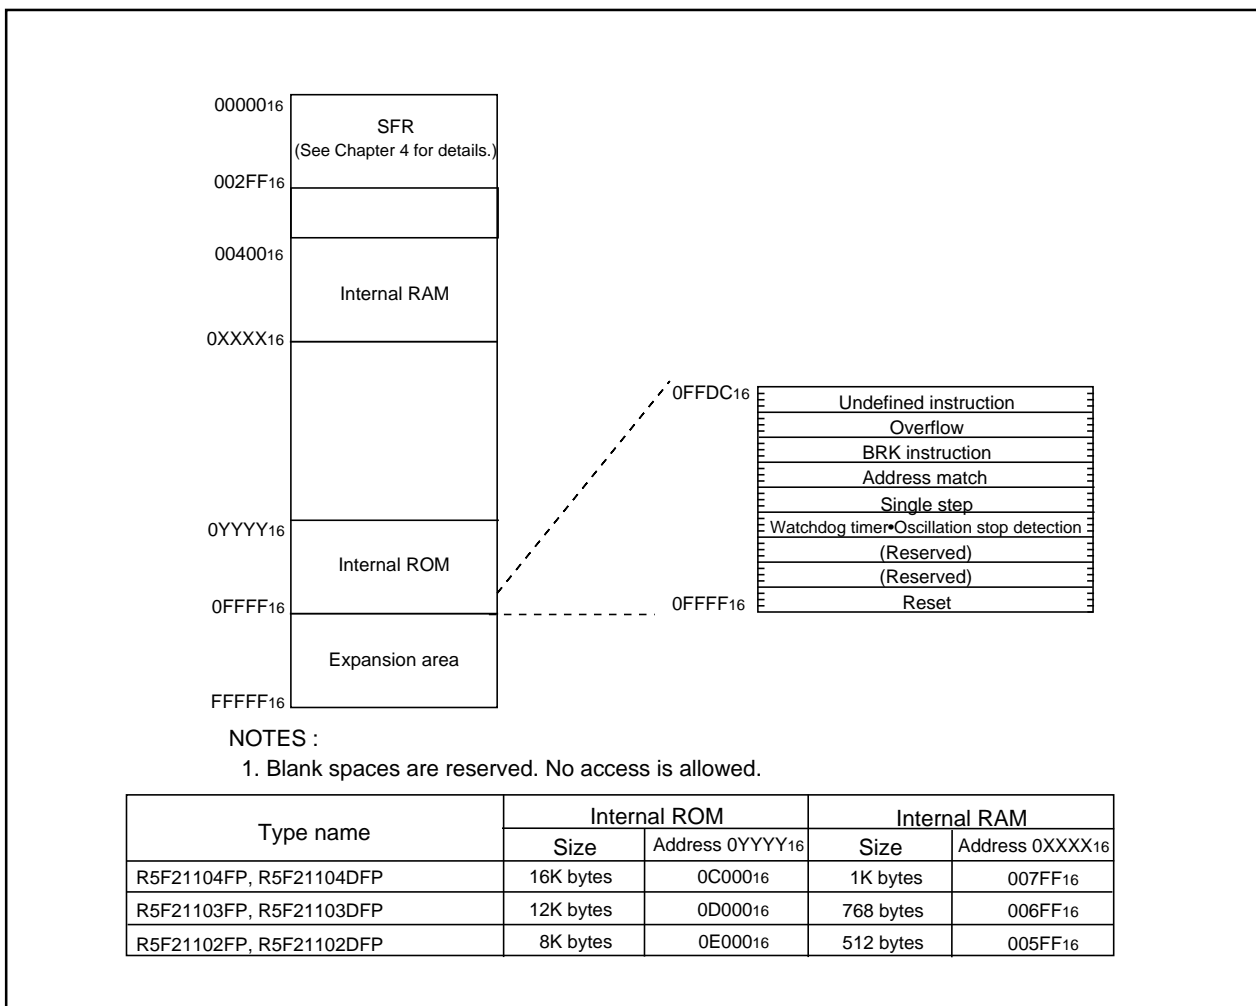 0000016
SFR
(See Chapter 4 for details.)
002FF16
0040016
Internal RAM
0XXXX16
0YYYY16
Internal ROM
0FFFF16
Expansion area
FFFFF16
0FFDC16
Undefined instruction
Overflow
BRK instruction
Address match
Single step
Watchdog timer•Oscillation stop detection
(Reserved)
(Reserved)
0FFFF16
Reset
NOTES :
1. Blank spaces are reserved. No access is allowed.
Type name Internal ROM Internal RAM
Size Address 0YYYY16 Size Address 0XXXX16
R5F21104FP, R5F21104DFP 16K bytes 0C00016 1K bytes 007FF16
R5F21103FP, R5F21103DFP 12K bytes 0D00016 768 bytes 006FF16
R5F21102FP, R5F21102DFP 8K bytes 0E00016 512 bytes 005FF16